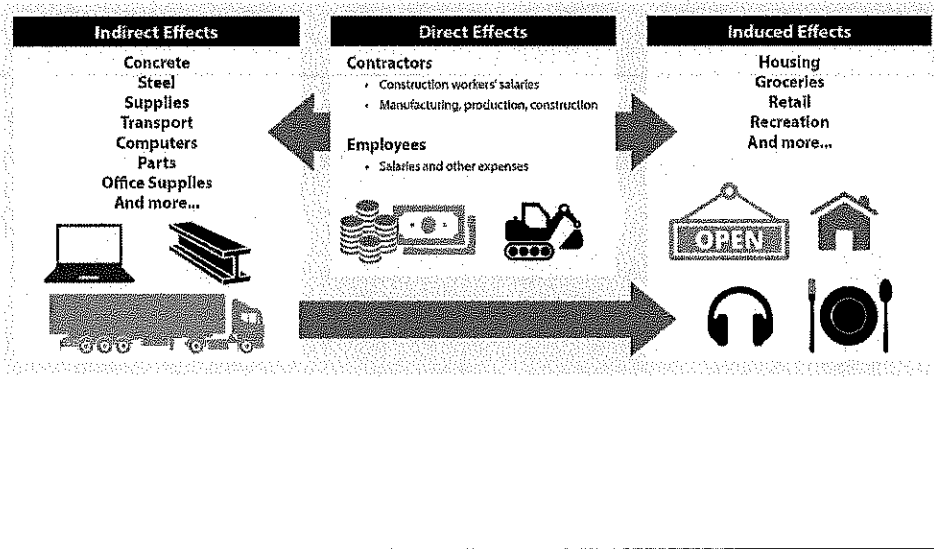 Indirect Effects
Concrete
Steel
Supplies
Transport
Computers
Parts
Office Supplies
And more...
Direct Effects
Contractors
• Construction workers' salaries
• Manufacturing, production, construction
Employees
• Salaries and other expenses
Induced Effects
Housing
Groceries
Retail
Recreation
And more...
OPEN